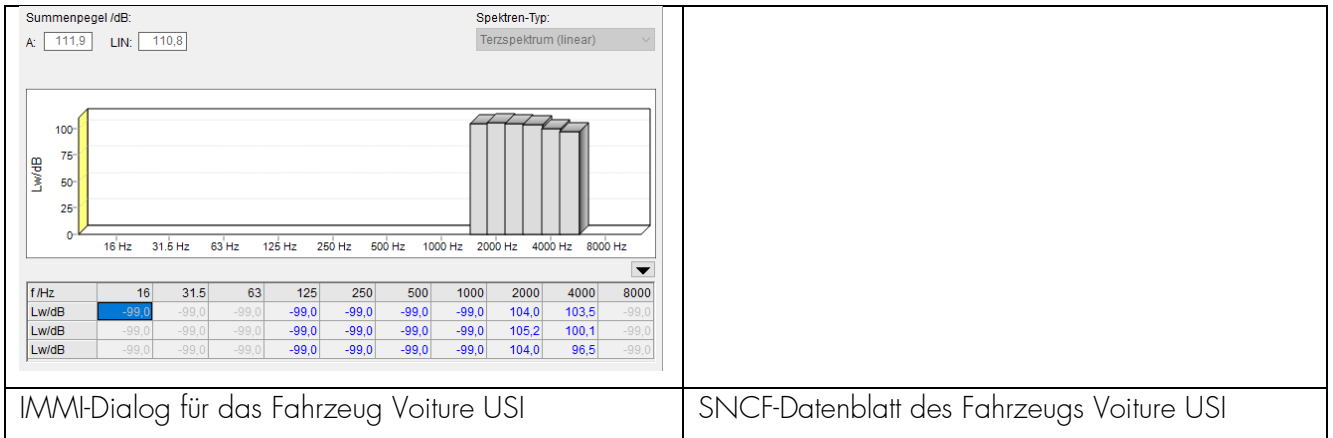 Summenpegel /dB:
Spektren-Typ:
A: 111,9 LIN: 110,8
Terzspektrum (linear)
100
75
50
25
0
Lw/dB
16 Hz 31.5 Hz 63 Hz 125 Hz 250 Hz 500 Hz 1000 Hz 2000 Hz 4000 Hz 8000 Hz
f /Hz 16 31.5 63 125 250 500 1000 2000 4000 8000
Lw/dB -99,0 -99,0 -99,0 -99,0 -99,0 -99,0 -99,0 104,0 103,5 -99,0
Lw/dB -99,0 -99,0 -99,0 -99,0 -99,0 -99,0 -99,0 105,2 100,1 -99,0
Lw/dB -99,0 -99,0 -99,0 -99,0 -99,0 -99,0 -99,0 104,0 96,5 -99,0
IMMI-Dialog für das Fahrzeug Voiture USI
SNCF-Datenblatt des Fahrzeugs Voiture USI